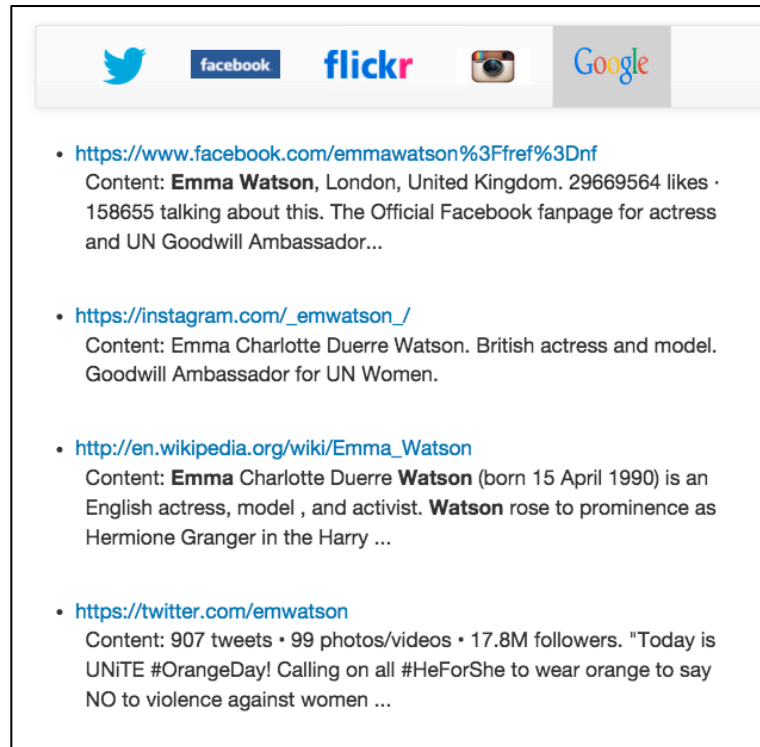 facebook flickr Google
• https://www.facebook.com/emmawatson%3Ffref%3Dnf
Content: Emma Watson, London, United Kingdom. 29669564 likes ·
158655 talking about this. The Official Facebook fanpage for actress
and UN Goodwill Ambassador...
• https://instagram.com/_emwatson_/
Content: Emma Charlotte Duerre Watson. British actress and model.
Goodwill Ambassador for UN Women.
• http://en.wikipedia.org/wiki/Emma_Watson
Content: Emma Charlotte Duerre Watson (born 15 April 1990) is an
English actress, model , and activist. Watson rose to prominence as
Hermione Granger in the Harry ...
• https://twitter.com/emwatson
Content: 907 tweets • 99 photos/videos • 17.8M followers. "Today is
UNiTE #OrangeDay! Calling on all #HeForShe to wear orange to say
NO to violence against women ...